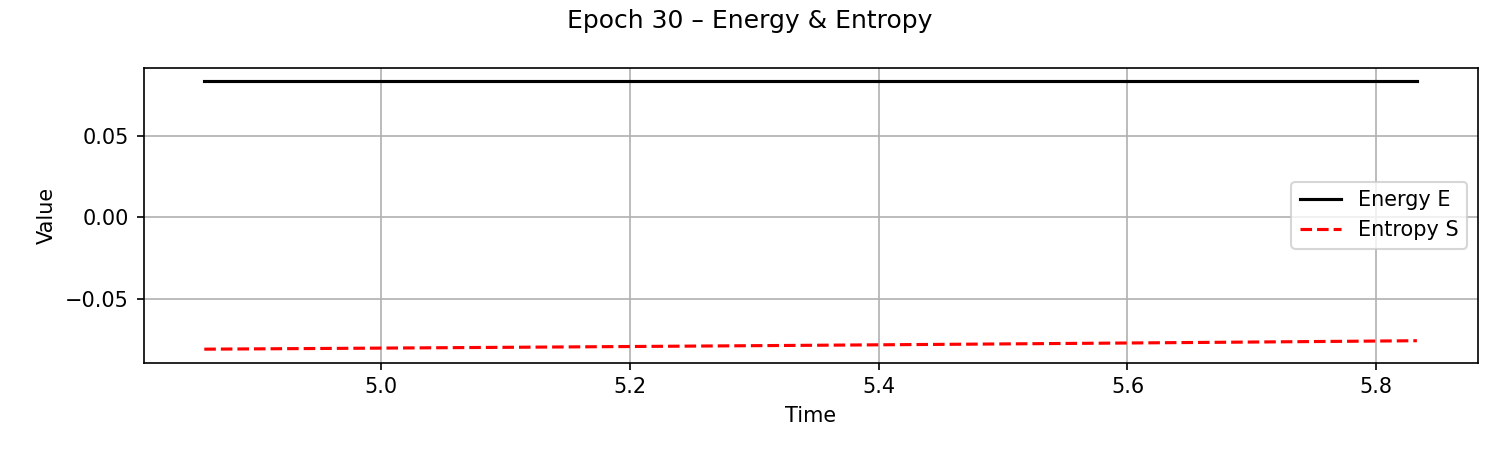 Epoch 30 – Energy & Entropy
0.05
0.00
−0.05
Value
Energy E
Entropy S
5.0 5.2 5.4 5.6 5.8
Time